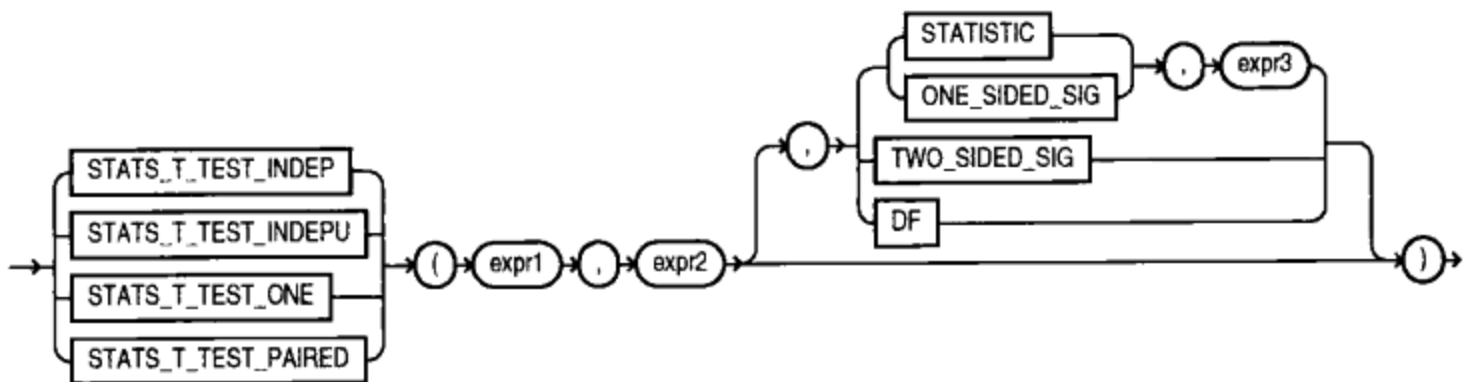 STATISTIC
ONE_SIDED_SIG
, expr3
,
TWO_SIDED_SIG
DF
STATS_T_TEST_INDEP
STATS_T_TEST_INDEPU
STATS_T_TEST_ONE
STATS_T_TEST_PAIRED
( expr1 , expr2 )